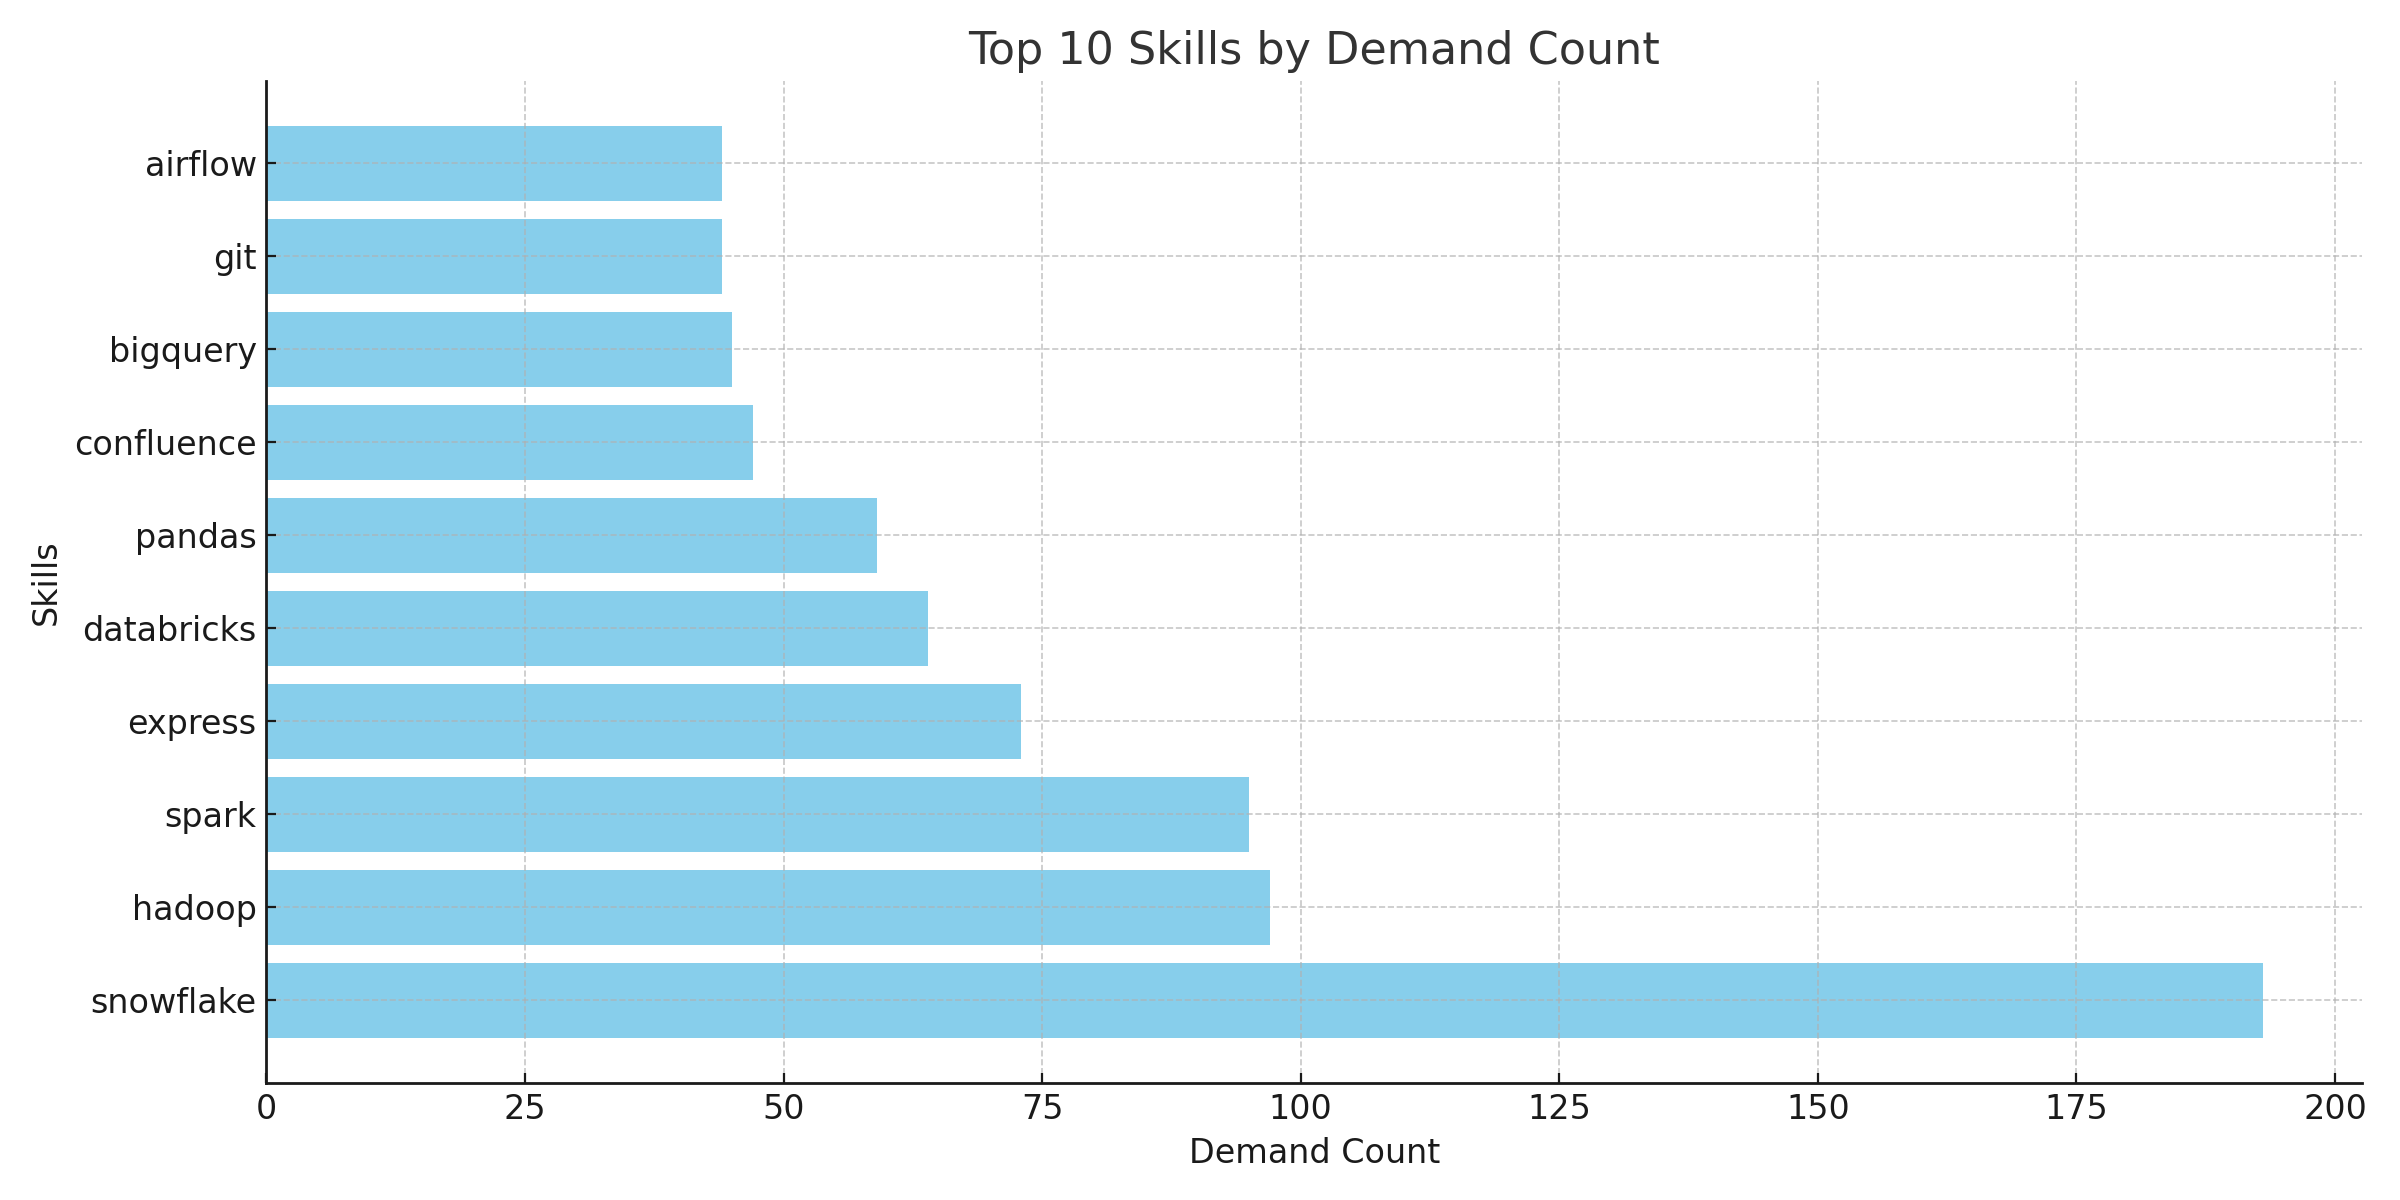 Top 10 Skills by Demand Count
airflow
git
bigquery
confluence
pandas
databricks
express
spark
hadoop
snowflake
Skills
0 25 50 75 100 125 150 175 200
Demand Count